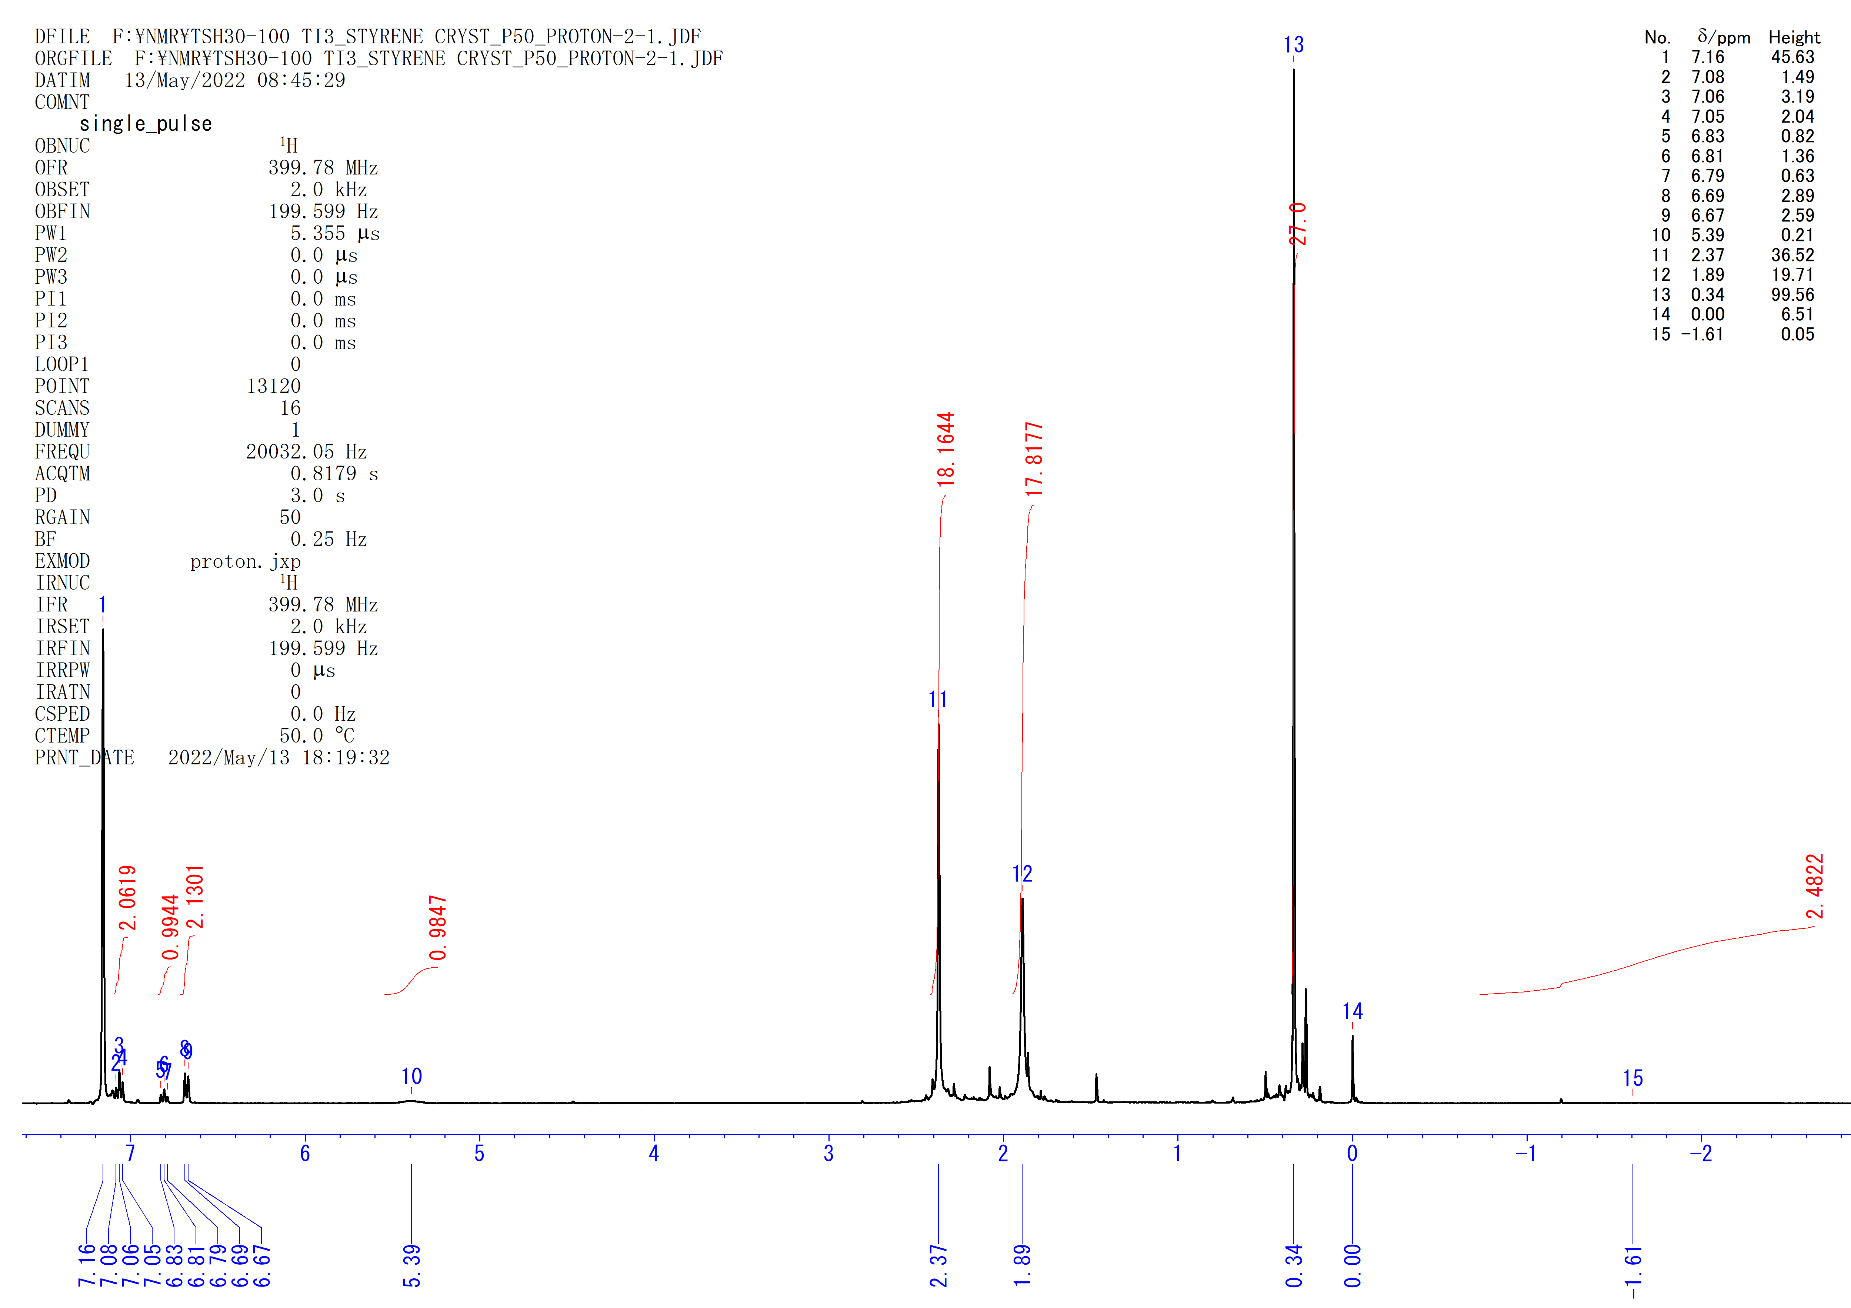 DFILE F:¥NMR¥TSH30-100 TI3_STYRENE CRYST_P50_PROTON-2-1.JDF
ORGFILE F:¥NMR¥TSH30-100 TI3_STYRENE CRYST_P50_PROTON-2-1.JDF
DATIM 13/May/2022 08:45:29
COMNT
single_pulse
OBNUC ¹H
OFR 399.78 MHz
OBSET 2.0 kHz
OBFIN 199.599 Hz
PW1 5.355 μs
PW2 0.0 μs
PW3 0.0 μs
PI1 0.0 ms
PI2 0.0 ms
PI3 0.0 ms
LOOP1 0
POINT 13120
SCANS 16
DUMMY 1
FREQU 20032.05 Hz
ACQTM 0.8179 s
PD 3.0 s
RGAIN 50
BF 0.25 Hz
EXMOD proton.jxp
IRNUC ¹H
IFR 399.78 MHz
IRSET 2.0 kHz
IRFIN 199.599 Hz
IRRPW 0 μs
IRATN 0
CSPED 0.0 Hz
CTEMP 50.0 °C
PRNT_DATE 2022/May/13 18:19:32
No. δ/ppm Height
1 7.16 45.63
2 7.08 1.49
3 7.06 3.19
4 7.05 2.04
5 6.83 0.82
6 6.81 1.36
7 6.79 0.63
8 6.69 2.89
9 6.67 2.59
10 5.39 0.21
11 2.37 36.52
12 1.89 19.71
13 0.34 99.56
14 0.00 6.51
15 -1.61 0.05
2.0619
0.9944
2.1301
0.9847
18.1644
17.8177
27.0
2.4822
1
2
3
4
5
6
7
8
9
10
11
12
13
14
15
7 6 5 4 3 2 1 0 -1 -2
7.16
7.08
7.06
7.05
6.83
6.81
6.79
6.69
6.67
5.39
2.37
1.89
0.34
0.00
-1.61